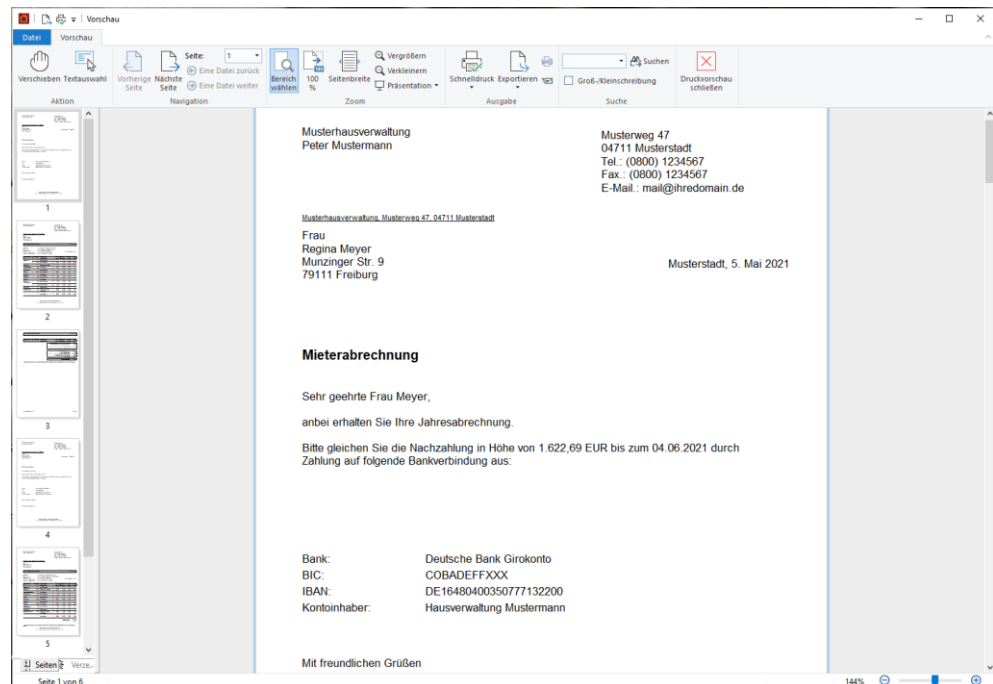 Vorschau
Datei Vorschau
Verschieben Textauswahl
Aktion
Vorherige Seite
Nächste Seite
Seite: 1
Eine Datei zurück
Eine Datei weiter
Navigation
Bereich wählen
100 %
Seitenbreite
Vergrößern
Verkleinern
Präsentation
Zoom
Schnelldruck Exportieren
Ausgabe
Suchen
Groß-/Kleinschreibung
Suche
Druckvorschau schließen
1
2
3
4
5
Seiten Verze...
Musterhausverwaltung
Peter Mustermann
Musterweg 47
04711 Musterstadt
Tel.: (0800) 1234567
Fax.: (0800) 1234567
E-Mail.: mail@ihredomain.de
Musterhausverwaltung, Musterweg 47, 04711 Musterstadt
Frau
Regina Meyer
Munzinger Str. 9
79111 Freiburg
Musterstadt, 5. Mai 2021
Mieterabrechnung
Sehr geehrte Frau Meyer,
anbei erhalten Sie Ihre Jahresabrechnung.
Bitte gleichen Sie die Nachzahlung in Höhe von 1.622,69 EUR bis zum 04.06.2021 durch
Zahlung auf folgende Bankverbindung aus:
Bank: Deutsche Bank Girokonto
BIC: COBADEFFXXX
IBAN: DE16480400350777132200
Kontoinhaber: Hausverwaltung Mustermann
Mit freundlichen Grüßen
Seite 1 von 6
144%